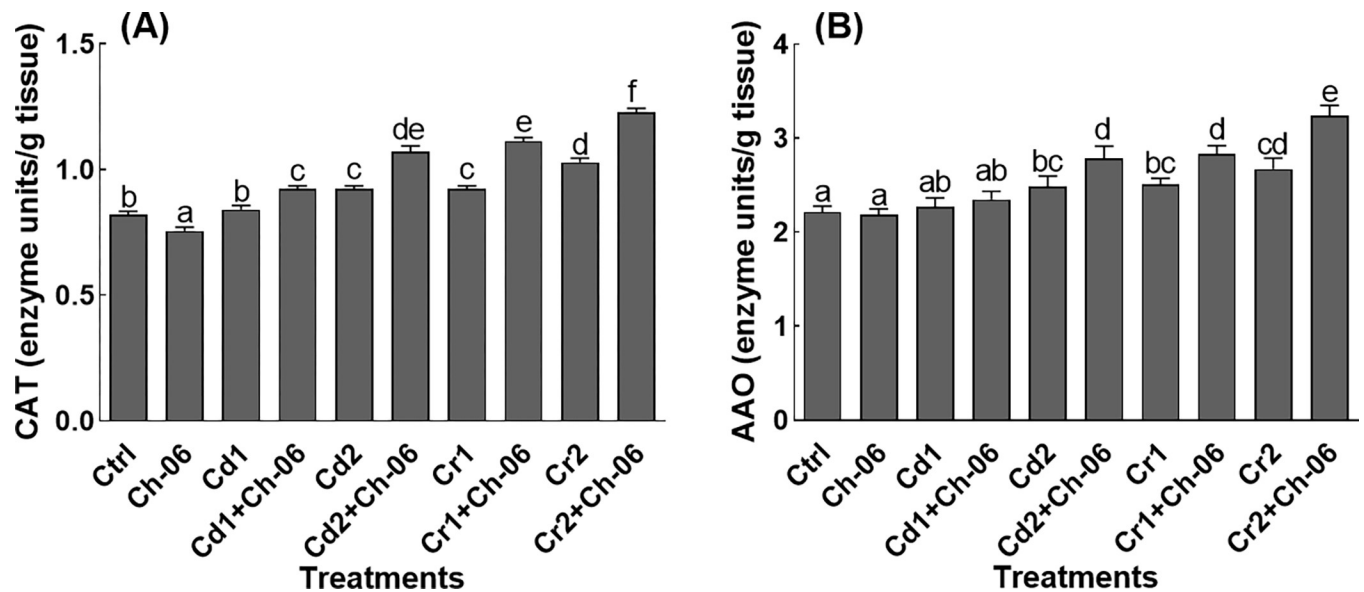 (A)
CAT (enzyme units/g tissue)
1.5
1.0
0.5
0.0
b
a
b
c
c
de
c
e
d
f
Ctrl
Ch-06
Cd1
Cd1+Ch-06
Cd2
Cd2+Ch-06
Cr1
Cr1+Ch-06
Cr2
Cr2+Ch-06
Treatments
(B)
AAO (enzyme units/g tissue)
4
3
2
1
0
a
a
ab
ab
bc
d
bc
d
cd
e
Ctrl
Ch-06
Cd1
Cd1+Ch-06
Cd2
Cd2+Ch-06
Cr1
Cr1+Ch-06
Cr2
Cr2+Ch-06
Treatments